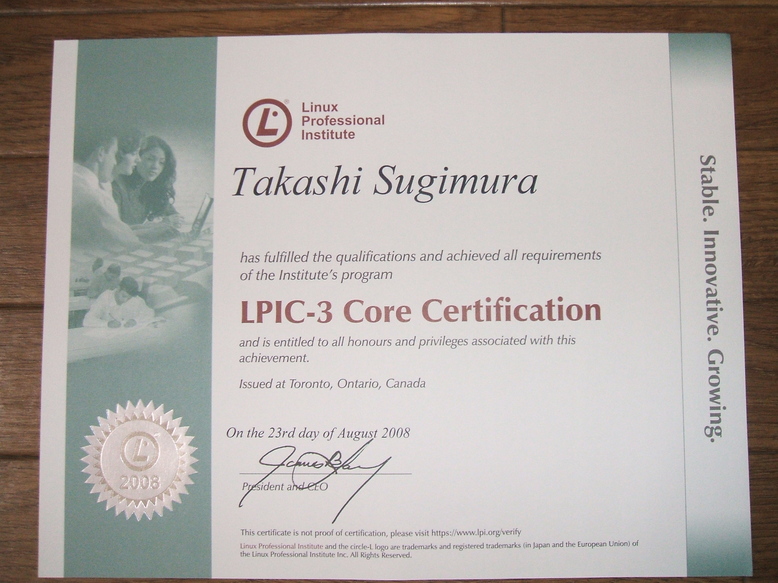 Linux
Professional
Institute
Takashi Sugimura
has fulfilled the qualifications and achieved all requirements
of the Institute's program
LPIC-3 Core Certification
and is entitled to all honours and privileges associated with this
achievement.
Issued at Toronto, Ontario, Canada
On the 23rd day of August 2008
President and CEO
2008
This certificate is not proof of certification, please visit https://www.lpi.org/verify
Linux Professional Institute and the circle-L logo are trademarks and registered trademarks (in Japan and the European Union) of
the Linux Professional Institute Inc. All Rights Reserved.
Stable. Innovative. Growing.